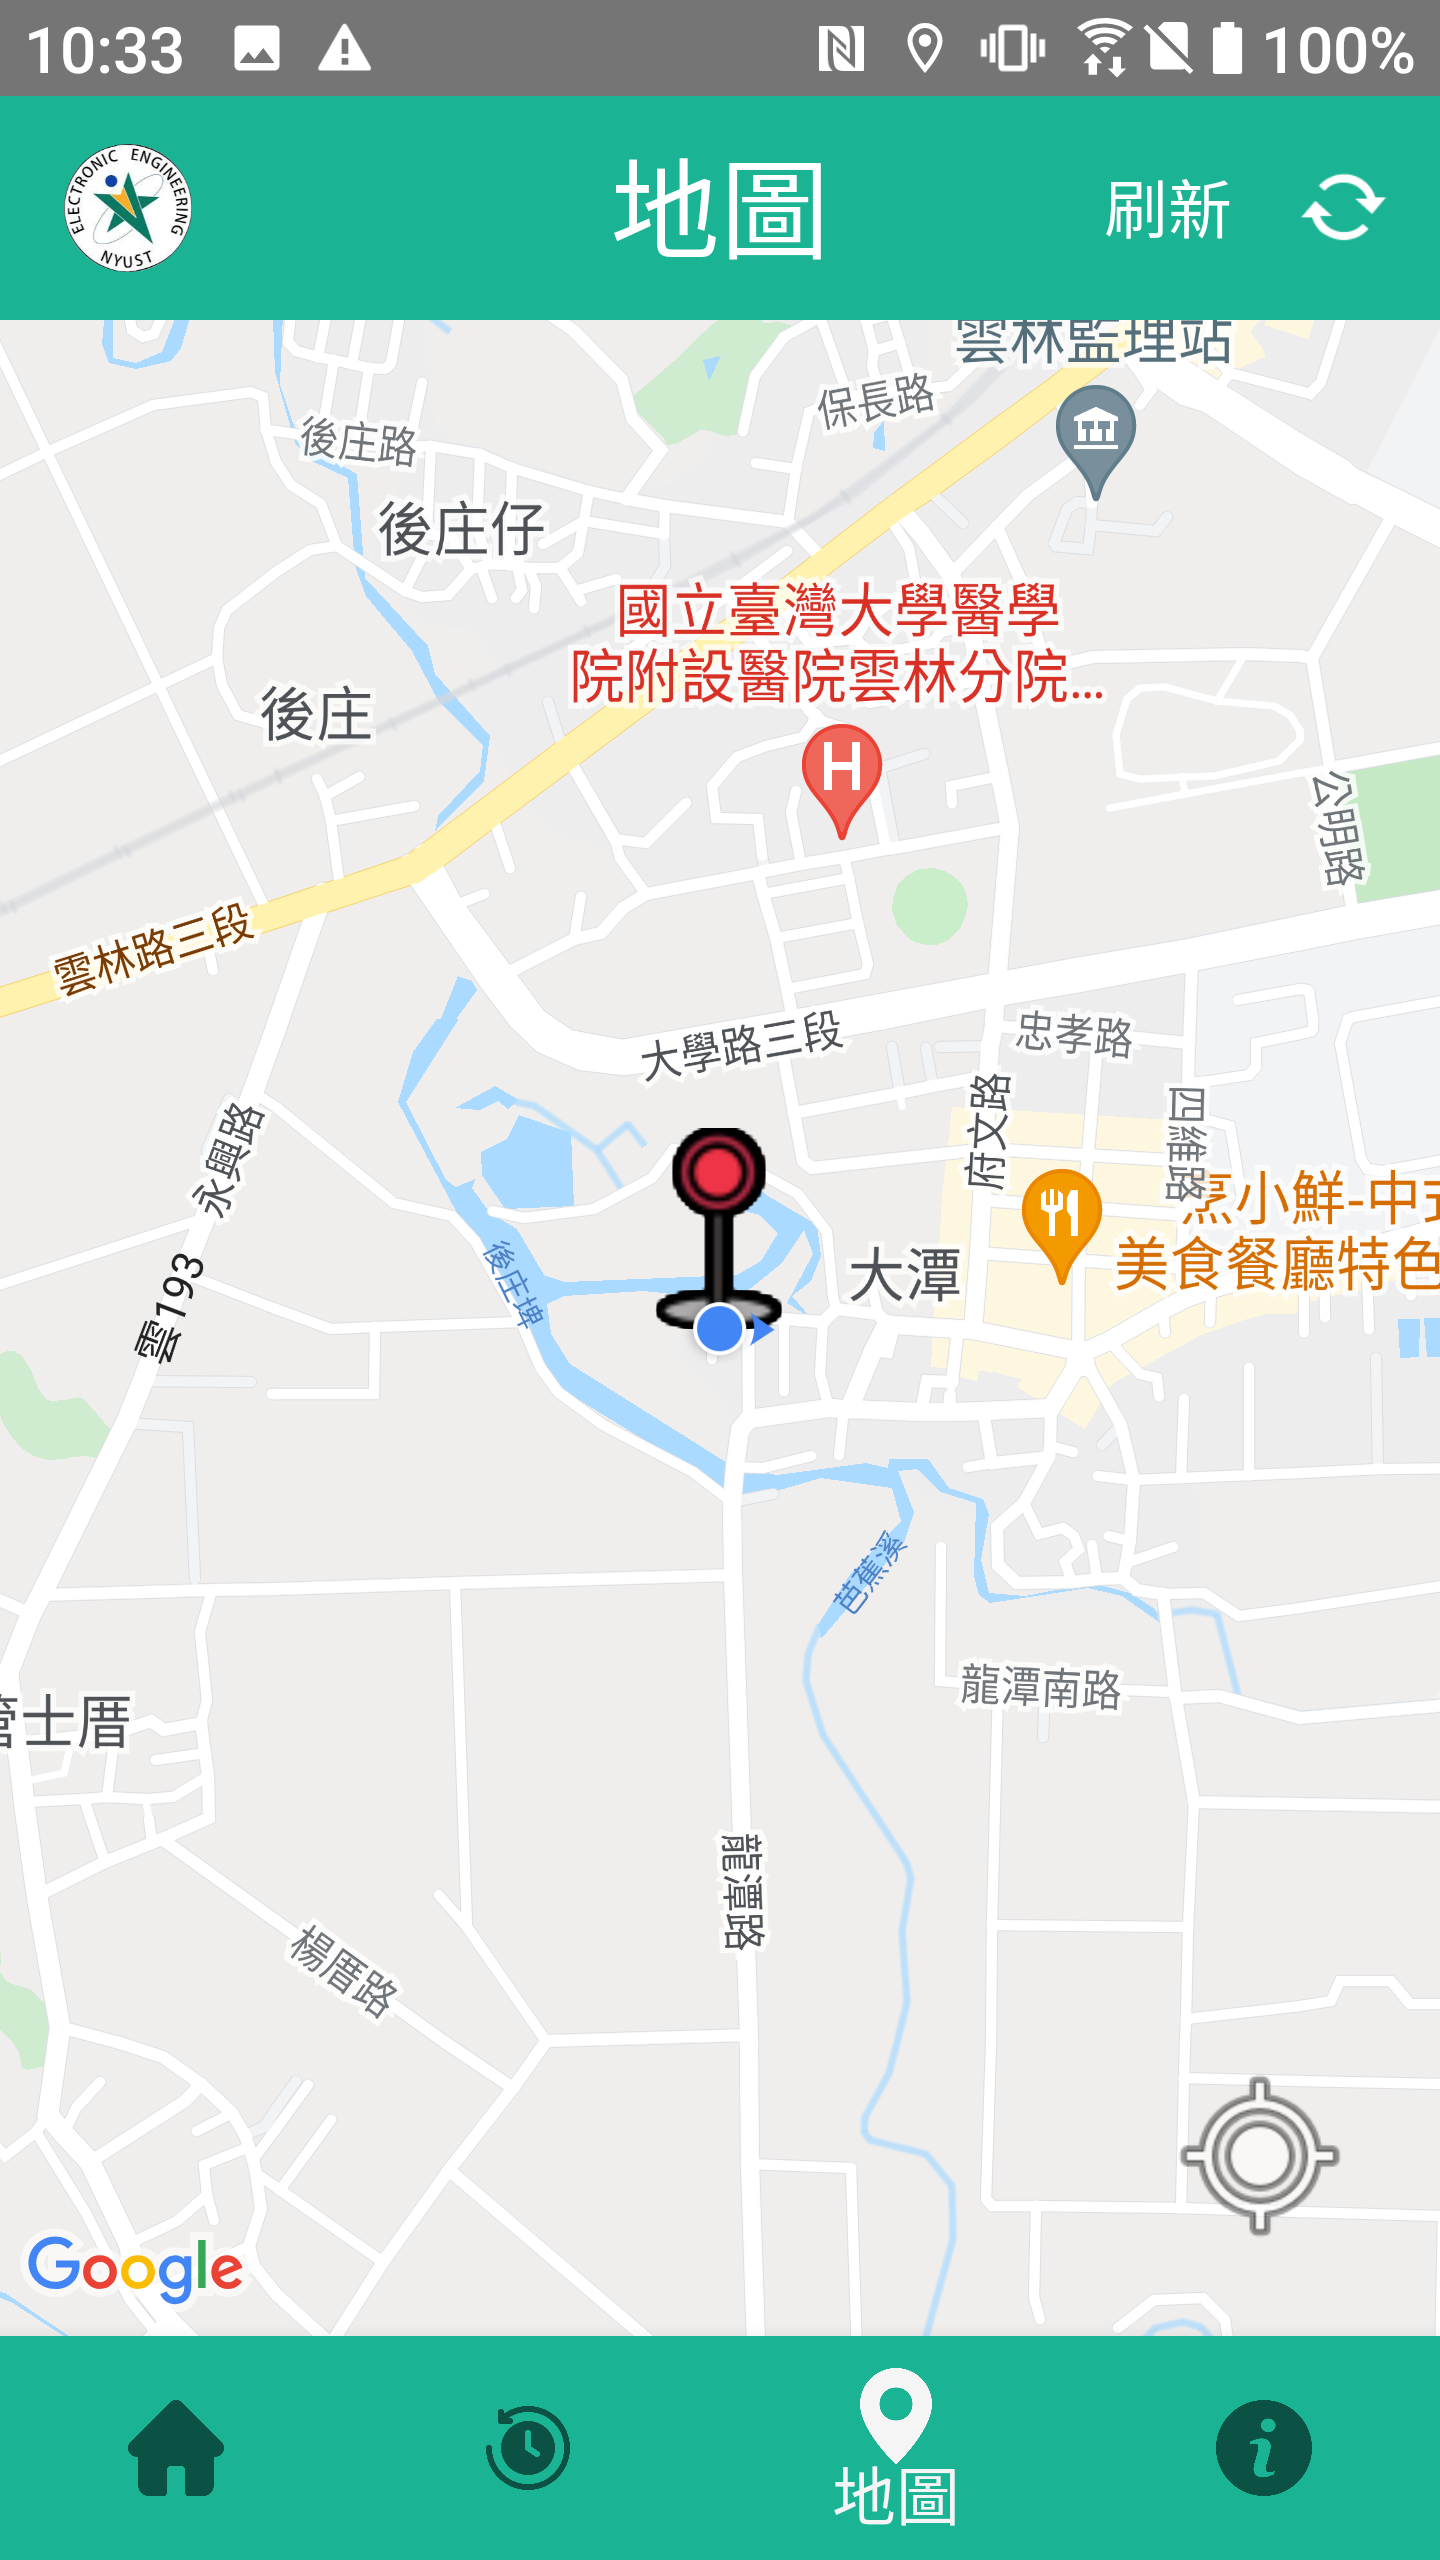 10:33
100%
ELECTRONIC ENGINEERING
NYUST
地圖
刷新
雲林監理站
保長路
後庄路
後庄仔
國立臺灣大學醫學
院附設醫院雲林分院...
後庄
H
公明路
雲林路三段
大學路三段
忠孝路
府文路
四維路
永興路
烹小鮮-中式
美食餐廳特色
大潭
後庄埤
雲193
芭蕉溪
龍潭南路
管士厝
龍潭路
楊厝路
Google
地圖